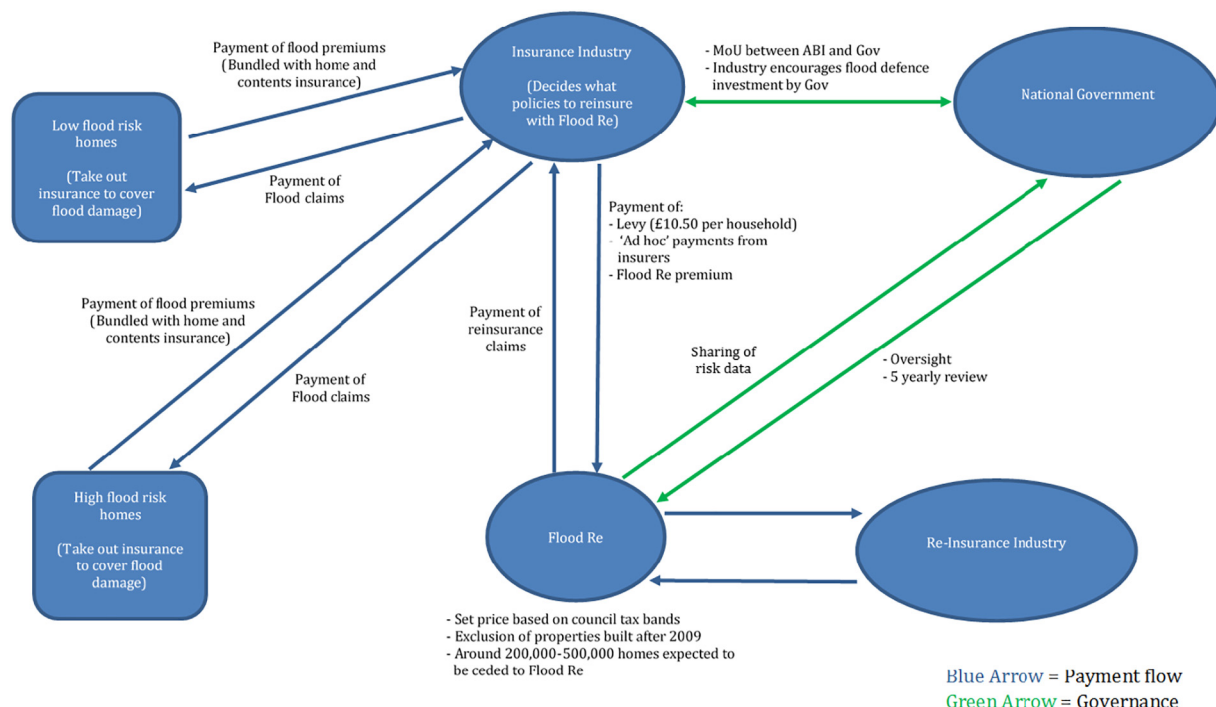 Payment of flood premiums
(Bundled with home and
contents insurance)
Insurance Industry
(Decides what
policies to reinsure
with Flood Re)
- MoU between ABI and Gov
- Industry encourages flood defence
investment by Gov
National Government
Low flood risk
homes
(Take out
insurance to cover
flood damage)
Payment of
Flood claims
Payment of:
- Levy (£10.50 per household)
- ‘Ad hoc’ payments from
insurers
- Flood Re premium
Payment of flood premiums
(Bundled with home and
contents insurance)
Payment of
reinsurance
claims
Sharing of
risk data
- Oversight
- 5 yearly review
Payment of
Flood claims
High flood risk
homes
(Take out insurance
to cover flood
damage)
Flood Re
Re-Insurance Industry
- Set price based on council tax bands
- Exclusion of properties built after 2009
- Around 200,000-500,000 homes expected to
be ceded to Flood Re
Blue Arrow = Payment flow
Green Arrow = Governance